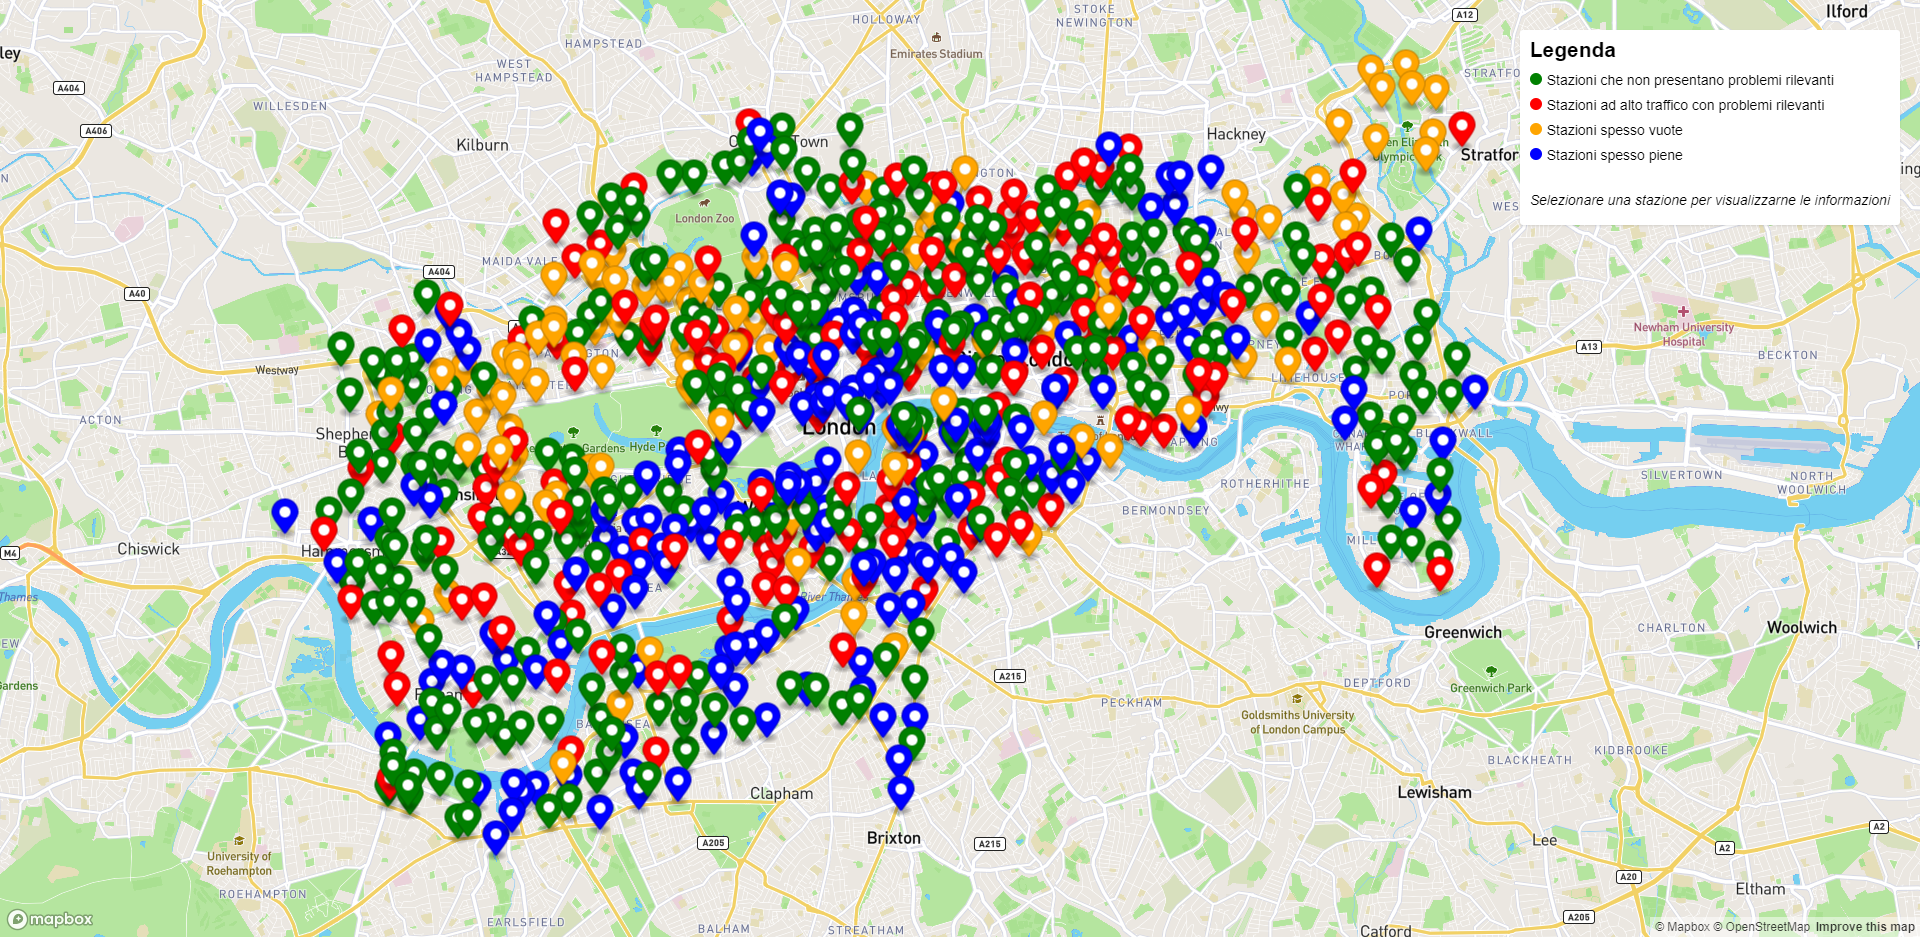 Legenda
Stazioni che non presentano problemi rilevanti
Stazioni ad alto traffico con problemi rilevanti
Stazioni spesso vuote
Stazioni spesso piene
Selezionare una stazione per visualizzarne le informazioni
HOLLOWAY
STOKE
NEWINGTON
A12
Ilford
HAMPSTEAD
Emirates Stadium
WEST
HAMPSTEAD
A404
WILLESDEN
A406
Kilburn
Hackney
Stratfor
London Zoo
MAIDA VALE
A404
A40
Newham University
Hospital
A13
BECKTON
Westway
ACTON
London
Gardens
Hyde P
SILVERTOWN
NORTH
WOOLWICH
ROTHERHITHE
BERMONDSEY
Chiswick
M4
Thames
River Tham
Greenwich
CHARLTON
Woolwich
Gardens
A215
DEPTFORD
Greenwich Park
PECKHAM
Goldsmiths University
of London Campus
KIDBROOKE
BLACKHEATH
Clapham
Lewisham
Brixton
A205
A215
Lee
A2
A2
University of
Roehampton
ROEHAMPTON
A20
Eltham
EARLSFIELD
BALHAM
STREATHAM
A205
Catford
mapbox
© Mapbox © OpenStreetMap Improve this map